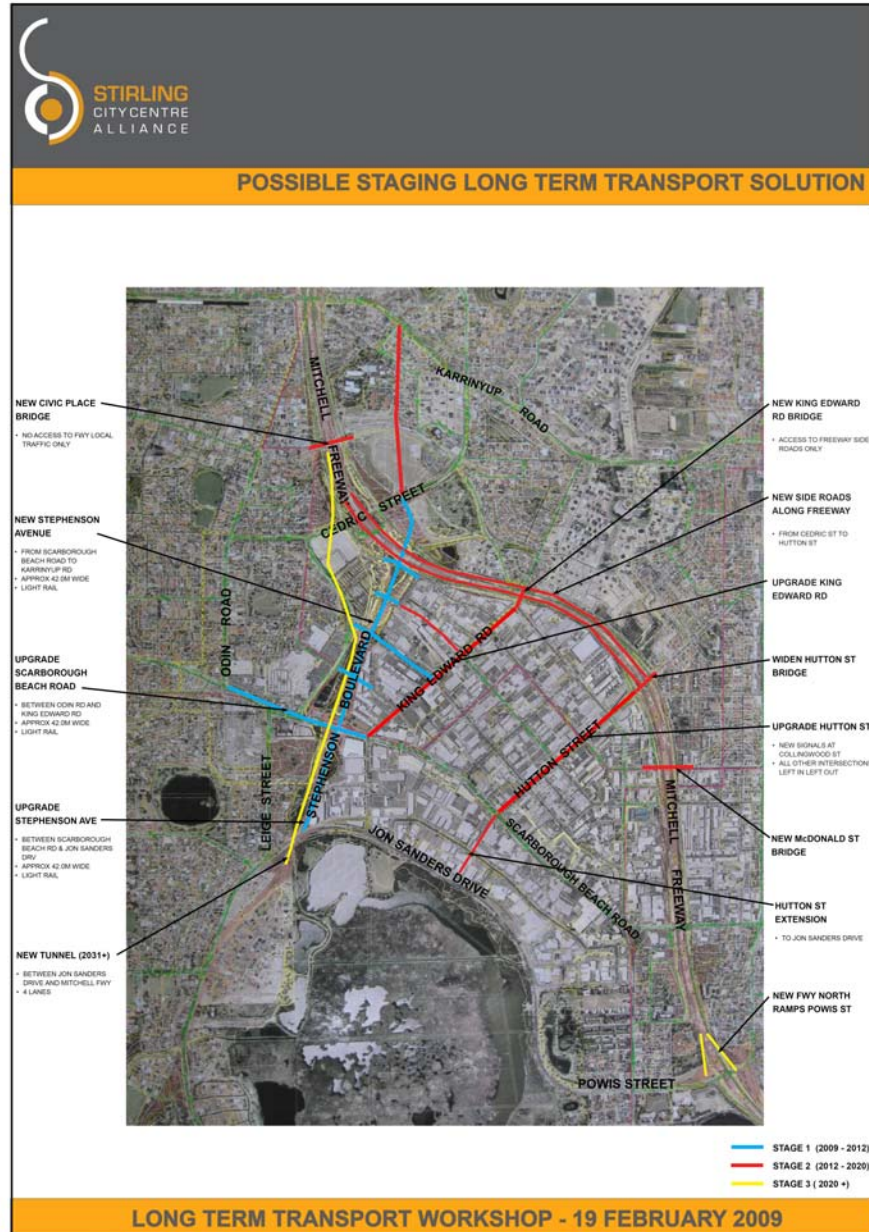 STIRLING
CITYCENTRE
ALLIANCE
POSSIBLE STAGING LONG TERM TRANSPORT SOLUTION
NEW CIVIC PLACE
BRIDGE
• NO ACCESS TO FWY LOCAL
TRAFFIC ONLY
NEW STEPHENSON
AVENUE
• FROM SCARBOROUGH
BEACH ROAD TO
KARRINYUP RD
• APPROX 42.0M WIDE
• LIGHT RAIL
UPGRADE
SCARBOROUGH
BEACH ROAD
• BETWEEN ODIN RD AND
KING EDWARD RD
• APPROX 42.0M WIDE
• LIGHT RAIL
UPGRADE
STEPHENSON AVE
• BETWEEN SCARBOROUGH
BEACH RD & JON SANDERS
DRV
• APPROX 42.0M WIDE
• LIGHT RAIL
NEW TUNNEL (2031+)
• BETWEEN JON SANDERS
DRIVE AND MITCHELL FWY
• 4 LANES
MITCHELL
FREEWAY
KARRINYUP ROAD
CEDRIC STREET
ODIN ROAD
STEPHENSON BOULEVARD
KING EDWARD RD
HUTTON STREET
LEIGE STREET
JON SANDERS DRIVE
SCARBOROUGH BEACH ROAD
MITCHELL
FREEWAY
POWIS STREET
NEW KING EDWARD
RD BRIDGE
• ACCESS TO FREEWAY SIDE
ROADS ONLY
NEW SIDE ROADS
ALONG FREEWAY
• FROM CEDRIC ST TO
HUTTON ST
UPGRADE KING
EDWARD RD
WIDEN HUTTON ST
BRIDGE
UPGRADE HUTTON ST
• NEW SIGNALS AT
COLLINGWOOD ST
• ALL OTHER INTERSECTIONS
LEFT IN LEFT OUT
NEW McDONALD ST
BRIDGE
HUTTON ST
EXTENSION
• TO JON SANDERS DRIVE
NEW FWY NORTH
RAMPS POWIS ST
STAGE 1 (2009 - 2012)
STAGE 2 (2012 - 2020)
STAGE 3 ( 2020 +)
LONG TERM TRANSPORT WORKSHOP - 19 FEBRUARY 2009